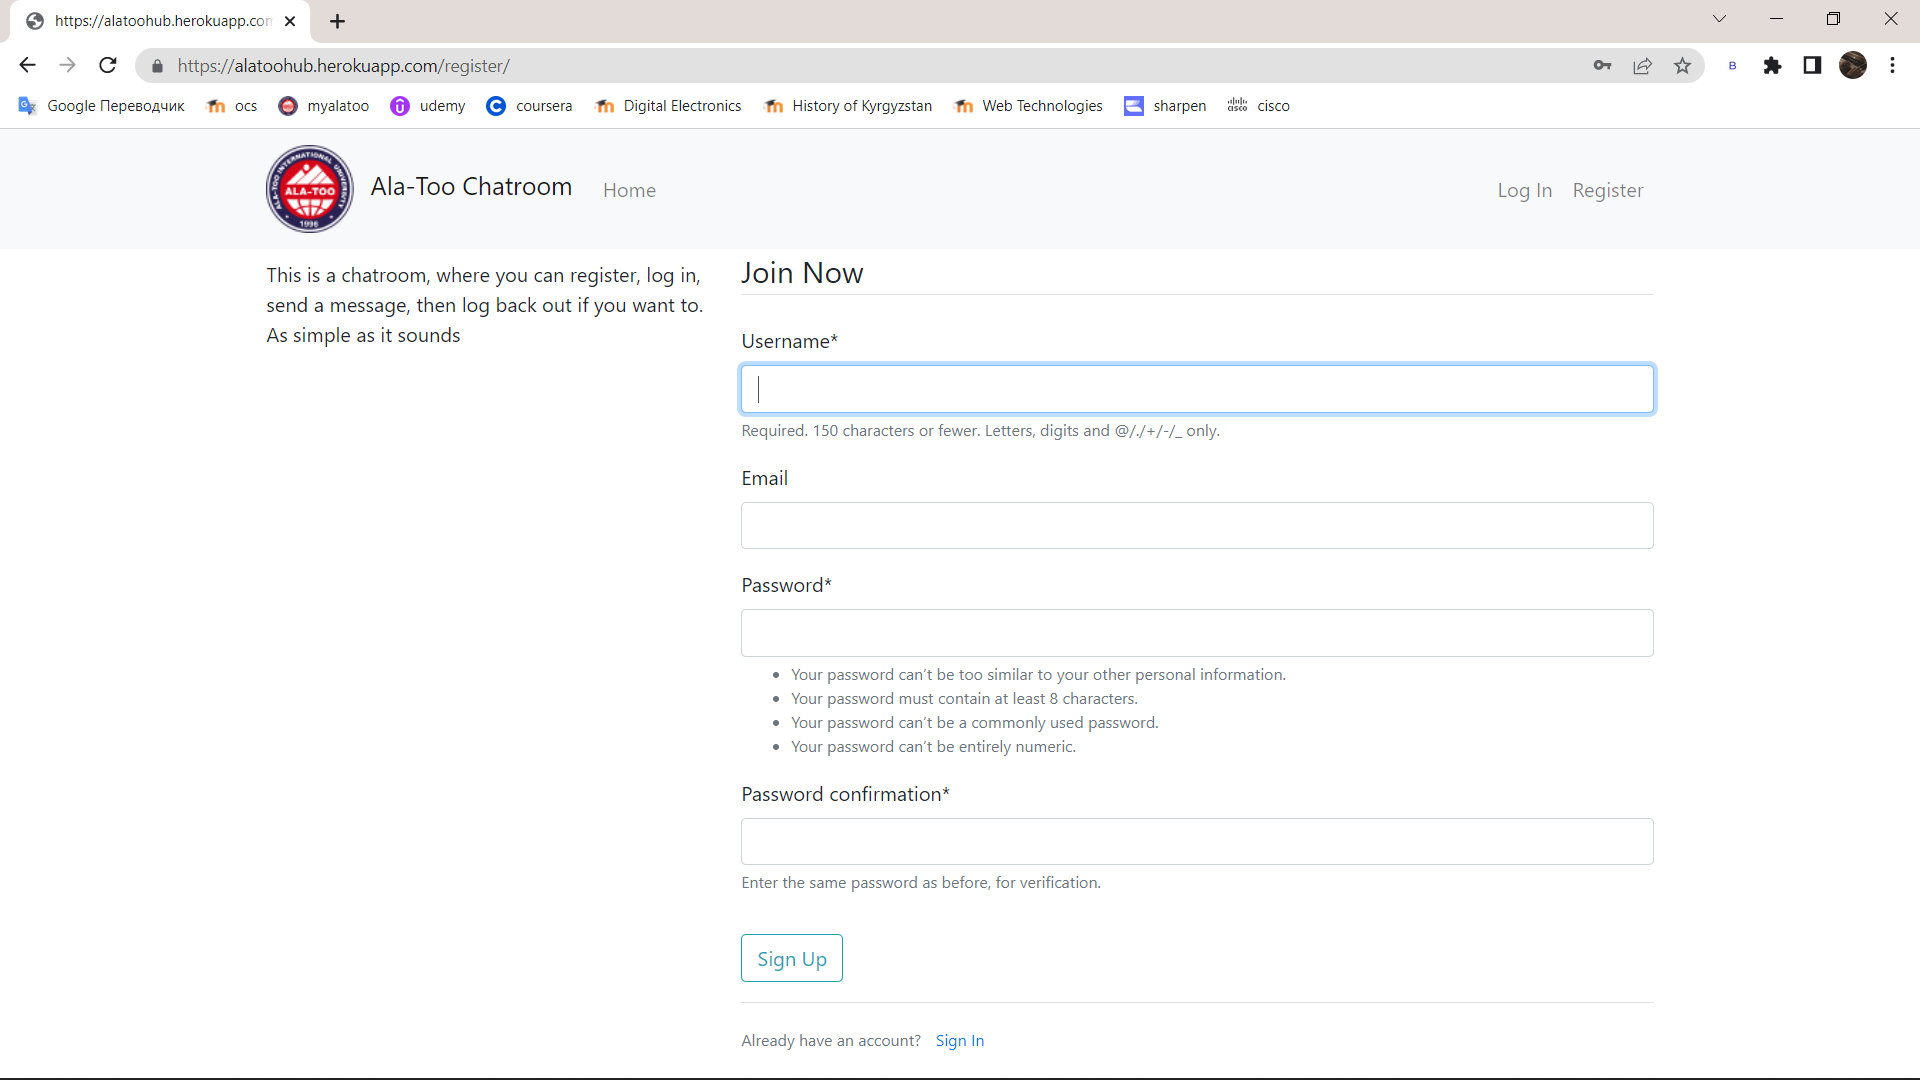 https://alatoohub.herokuapp.com
https://alatoohub.herokuapp.com/register/
B
Google Переводчик ocs myalatoo udemy coursera Digital Electronics History of Kyrgyzstan Web Technologies sharpen cisco
ALA-TOO INTERNATIONAL UNIVERSITY
ALA-TOO
1996
Ala-Too Chatroom Home Log In Register
This is a chatroom, where you can register, log in,
send a message, then log back out if you want to.
As simple as it sounds
Join Now
Username*
Required. 150 characters or fewer. Letters, digits and @/./+/-/_ only.
Email
Password*
Your password can't be too similar to your other personal information.
Your password must contain at least 8 characters.
Your password can't be a commonly used password.
Your password can't be entirely numeric.
Password confirmation*
Enter the same password as before, for verification.
Sign Up
Already have an account? Sign In